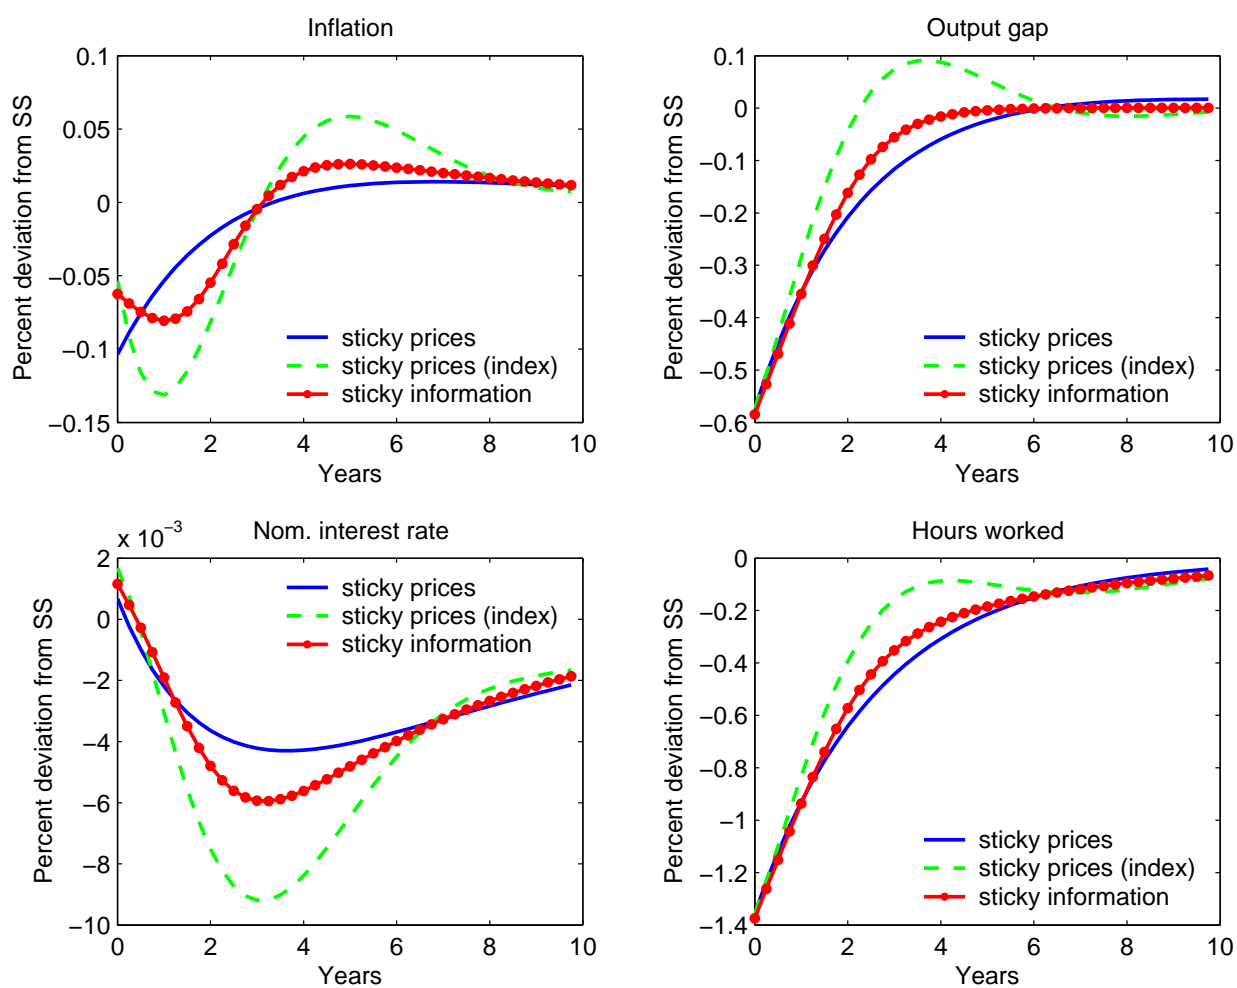 Inflation
0.1
0.05
0
−0.05
−0.1
−0.15
Percent deviation from SS
sticky prices
sticky prices (index)
sticky information
0 2 4 6 8 10
Years
Output gap
0.1
0
−0.1
−0.2
−0.3
−0.4
−0.5
−0.6
Percent deviation from SS
sticky prices
sticky prices (index)
sticky information
0 2 4 6 8 10
Years
x 10−3
Nom. interest rate
2
0
−2
−4
−6
−8
−10
Percent deviation from SS
sticky prices
sticky prices (index)
sticky information
0 2 4 6 8 10
Years
Hours worked
0
−0.2
−0.4
−0.6
−0.8
−1
−1.2
−1.4
Percent deviation from SS
sticky prices
sticky prices (index)
sticky information
0 2 4 6 8 10
Years